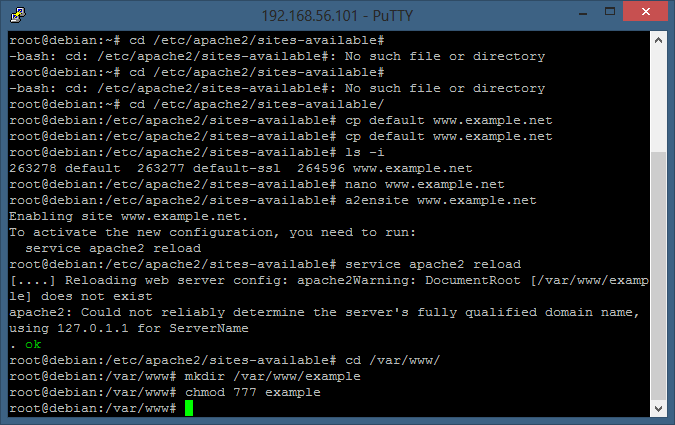 192.168.56.101 - PuTTY
root@debian:~# cd /etc/apache2/sites-available#
-bash: cd: /etc/apache2/sites-available#: No such file or directory
root@debian:~# cd /etc/apache2/sites-available#
-bash: cd: /etc/apache2/sites-available#: No such file or directory
root@debian:~# cd /etc/apache2/sites-available/
root@debian:/etc/apache2/sites-available# cp default www.example.net
root@debian:/etc/apache2/sites-available# cp default www.example.net
root@debian:/etc/apache2/sites-available# ls -i
263278 default  263277 default-ssl  264596 www.example.net
root@debian:/etc/apache2/sites-available# nano www.example.net
root@debian:/etc/apache2/sites-available# a2ensite www.example.net
Enabling site www.example.net.
To activate the new configuration, you need to run:
  service apache2 reload
root@debian:/etc/apache2/sites-available# service apache2 reload
[....] Reloading web server config: apache2Warning: DocumentRoot [/var/www/examp
le] does not exist
apache2: Could not reliably determine the server's fully qualified domain name,
using 127.0.1.1 for ServerName
. ok
root@debian:/etc/apache2/sites-available# cd /var/www/
root@debian:/var/www# mkdir /var/www/example
root@debian:/var/www# chmod 777 example
root@debian:/var/www#